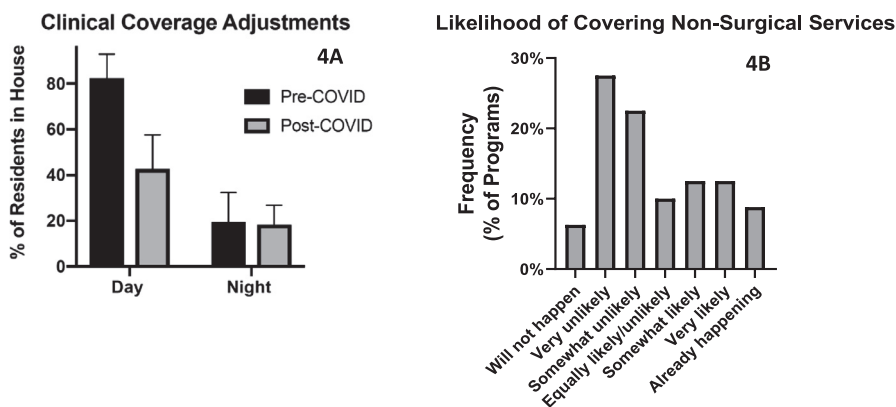 Clinical Coverage Adjustments
4A
% of Residents in House
80
60
40
20
0
Pre-COVID
Post-COVID
Day
Night
Likelihood of Covering Non-Surgical Services
4B
Frequency
(% of Programs)
30%
20%
10%
0%
Will not happen
Very unlikely
Somewhat unlikely
Equally likely/unlikely
Somewhat likely
Very likely
Already happening